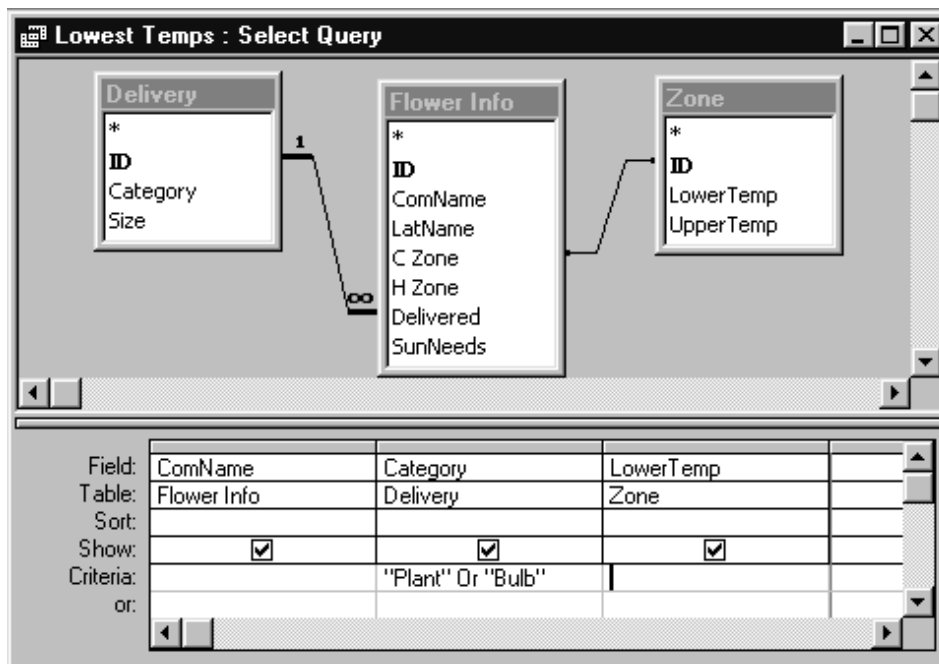 Lowest Temps : Select Query
Delivery
*
ID
Category
Size
1
∞
Flower Info
*
ID
ComName
LatName
C Zone
H Zone
Delivered
SunNeeds
Zone
*
ID
LowerTemp
UpperTemp
Field: ComName Category LowerTemp
Table: Flower Info Delivery Zone
Sort:
Show:
Criteria: "Plant" Or "Bulb"
or: